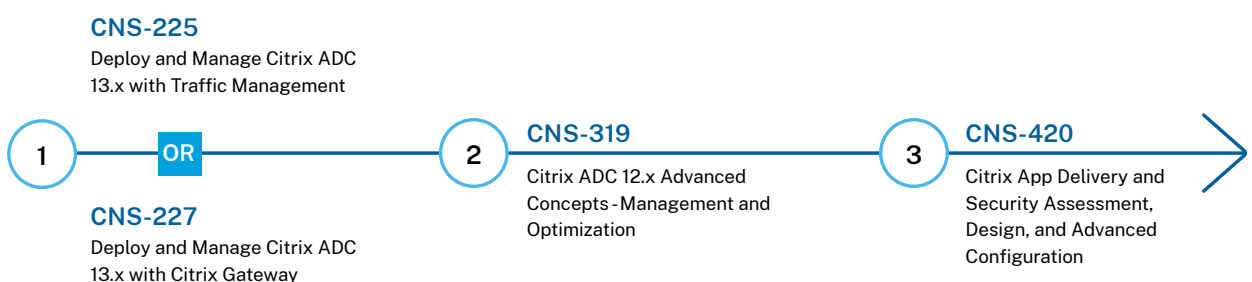 CNS-225
Deploy and Manage Citrix ADC
13.x with Traffic Management
1
OR
CNS-227
Deploy and Manage Citrix ADC
13.x with Citrix Gateway
2
CNS-319
Citrix ADC 12.x Advanced
Concepts - Management and
Optimization
3
CNS-420
Citrix App Delivery and
Security Assessment,
Design, and Advanced
Configuration